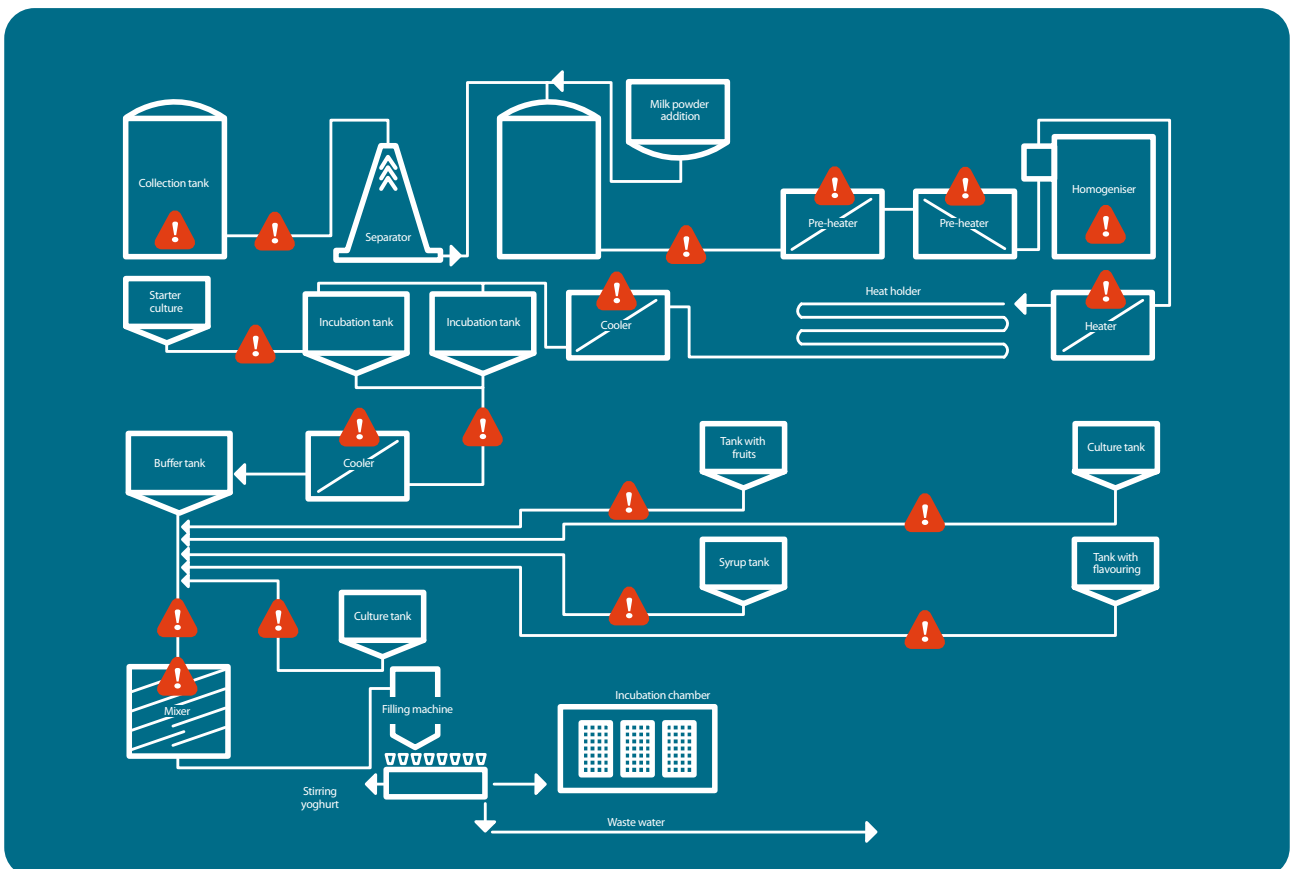 Milk powder
addition
Collection tank
Separator
Pre-heater
Pre-heater
Homogeniser
Starter
culture
Incubation tank
Incubation tank
Cooler
Heat holder
Heater
Buffer tank
Cooler
Tank with
fruits
Culture tank
Syrup tank
Tank with
flavouring
Culture tank
Mixer
Filling machine
Incubation chamber
Stirring
yoghurt
Waste water